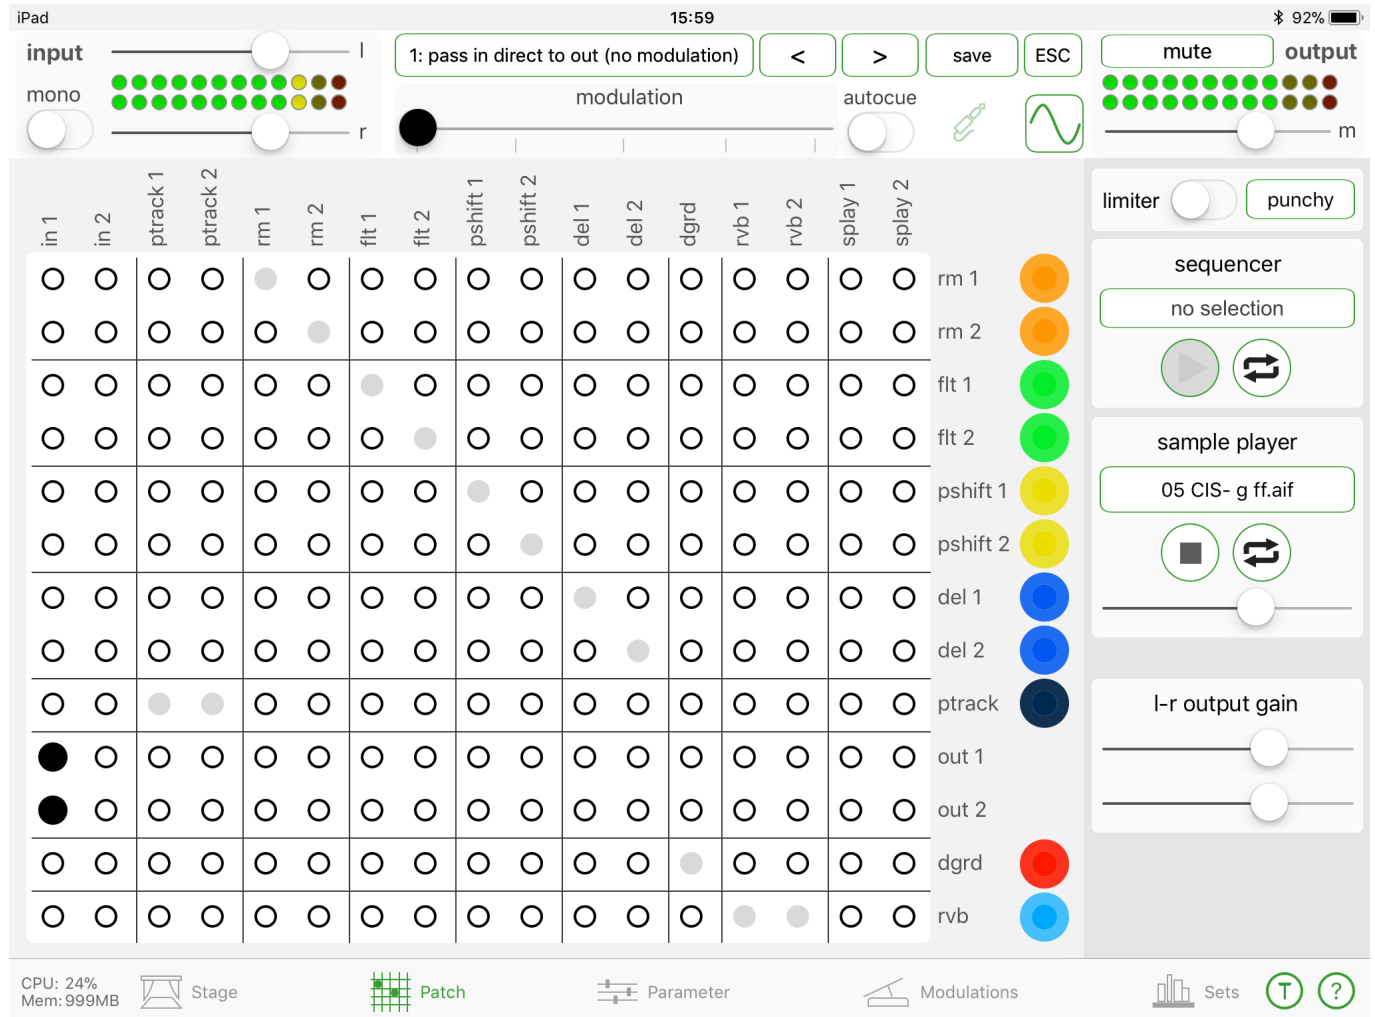 iPad
15:59
92%
input
l
mono
r
1: pass in direct to out (no modulation)
<
>
save
ESC
modulation
autocue
mute
output
m
in 1
in 2
ptrack 1
ptrack 2
rm 1
rm 2
flt 1
flt 2
pshift 1
pshift 2
del 1
del 2
dgrd
rvb 1
rvb 2
splay 1
splay 2
rm 1
rm 2
flt 1
flt 2
pshift 1
pshift 2
del 1
del 2
ptrack
out 1
out 2
dgrd
rvb
limiter
punchy
sequencer
no selection
sample player
05 CIS- g ff.aif
l-r output gain
CPU: 24%
Mem:999MB
Stage
Patch
Parameter
Modulations
Sets
T
?